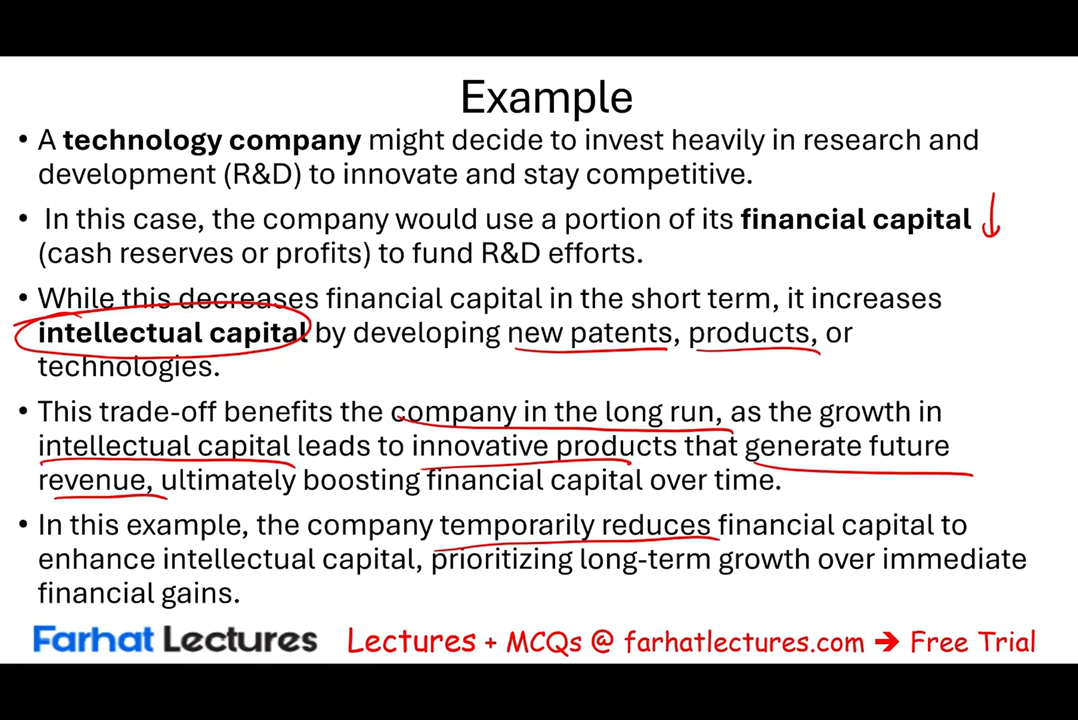 Example
• A technology company might decide to invest heavily in research and
development (R&D) to innovate and stay competitive.
• In this case, the company would use a portion of its financial capital
(cash reserves or profits) to fund R&D efforts.
• While this decreases financial capital in the short term, it increases
intellectual capital by developing new patents, products, or
technologies.
• This trade-off benefits the company in the long run, as the growth in
intellectual capital leads to innovative products that generate future
revenue, ultimately boosting financial capital over time.
• In this example, the company temporarily reduces financial capital to
enhance intellectual capital, prioritizing long-term growth over immediate
financial gains.
Farhat Lectures Lectures + MCQs @ farhatlectures.com ➔ Free Trial